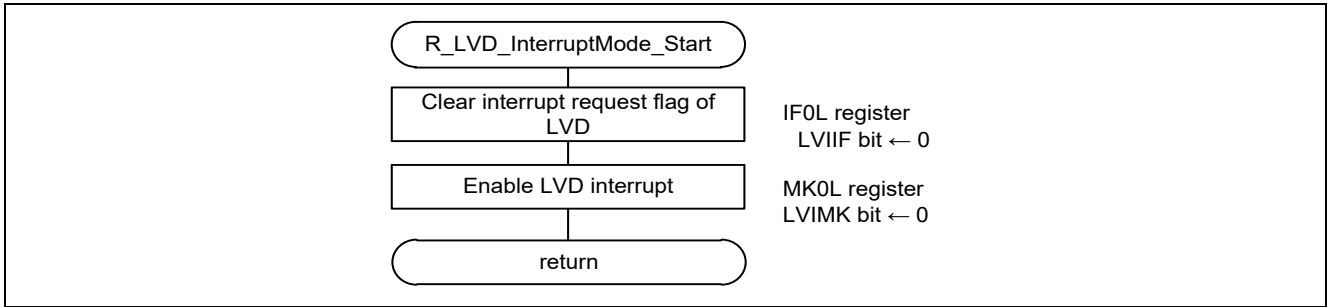 R_LVD_InterruptMode_Start
Clear interrupt request flag of
LVD
IF0L register
LVIIF bit ← 0
Enable LVD interrupt
MK0L register
LVIMK bit ← 0
return